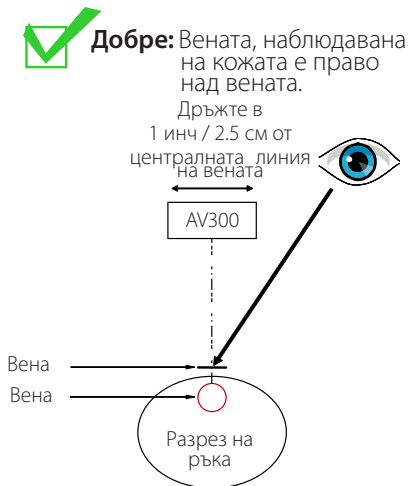 Добре: Вената, наблюдавана
на кожата е право
над вената.
Дръжте в
1 инч / 2.5 см от
централната линия
на вената
AV300
Вена
Вена
Разрез на
ръка